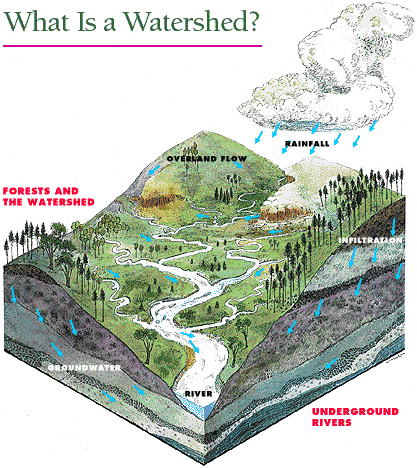 What Is a Watershed?
RAINFALL
OVERLAND FLOW
FORESTS AND
THE WATERSHED
INFILTRATION
GROUNDWATER
RIVER
UNDERGROUND
RIVERS